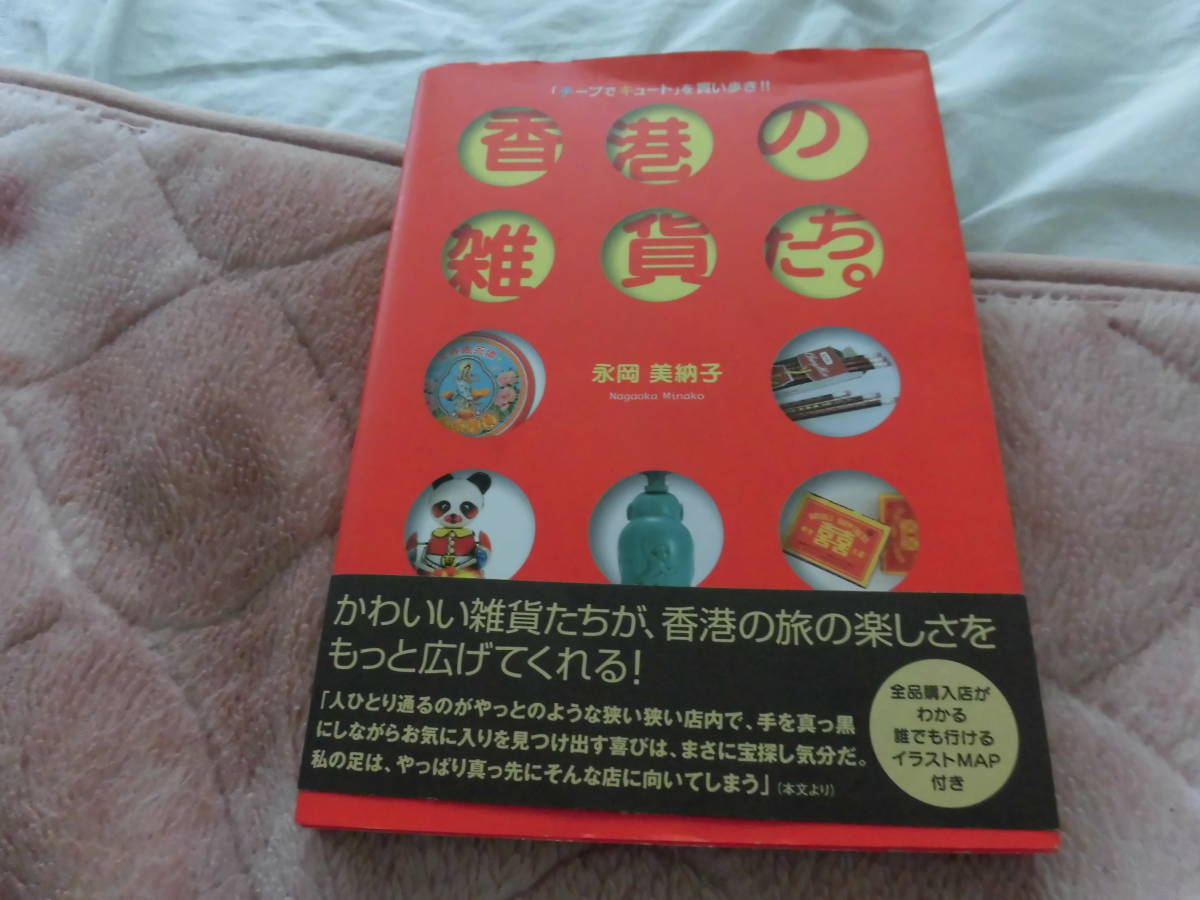 「チープでキュート」を買い歩き!!
香港の
雑貨たち。
永岡 美納子
Nagaoka Minako
かわいい雑貨たちが、香港の旅の楽しさを
もっと広げてくれる!
「人ひとり通るのがやっとのような狭い狭い店内で、手を真っ黒
にしながらお気に入りを見つけ出す喜びは、まさに宝探し気分だ。
私の足は、やっぱり真っ先にそんな店に向いてしまう」(本文より)
全品購入店が
わかる
誰でも行ける
イラストMAP
付き